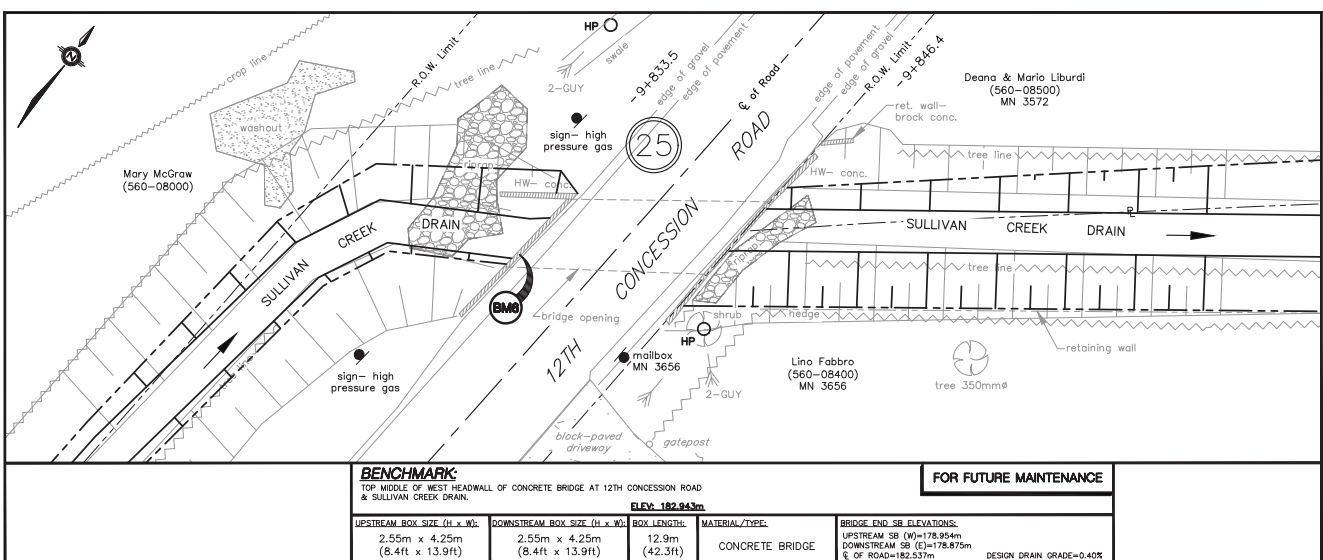 N
crop line
R.O.W. Limit
tree line
HP
swale
2-GUY
9+833.5
edge of gravel
edge of pavement
℄ of Road
edge of pavement
edge of gravel
R.O.W. Limit
9+846.4
Deana & Mario Liburdi
(560-08500)
MN 3572
ret. wall-
brock conc.
washout
sign- high
pressure gas
25
ROAD
Mary McGraw
(560-08000)
riprap
HW- conc.
HW- conc.
tree line
SULLIVAN
CREEK
DRAIN
CONCESSION
riprap
SULLIVAN CREEK DRAIN
PL
tree line
BM6
bridge opening
12TH
shrub
hedge
HP
retaining wall
tree line
sign- high
pressure gas
mailbox
MN 3656
2-GUY
Lino Fabbro
(560-08400)
MN 3656
tree 350mmø
block-paved
driveway
gatepost
BENCHMARK:
TOP MIDDLE OF WEST HEADWALL OF CONCRETE BRIDGE AT 12TH CONCESSION ROAD
& SULLIVAN CREEK DRAIN.
ELEV: 182.943m
FOR FUTURE MAINTENANCE
UPSTREAM BOX SIZE (H x W):
2.55m x 4.25m
(8.4ft x 13.9ft)
DOWNSTREAM BOX SIZE (H x W):
2.55m x 4.25m
(8.4ft x 13.9ft)
BOX LENGTH:
12.9m
(42.3ft)
MATERIAL/TYPE:
CONCRETE BRIDGE
BRIDGE END SB ELEVATIONS:
UPSTREAM SB (W)=178.954m
DOWNSTREAM SB (E)=178.875m
℄ OF ROAD=182.537m
DESIGN DRAIN GRADE=0.40%